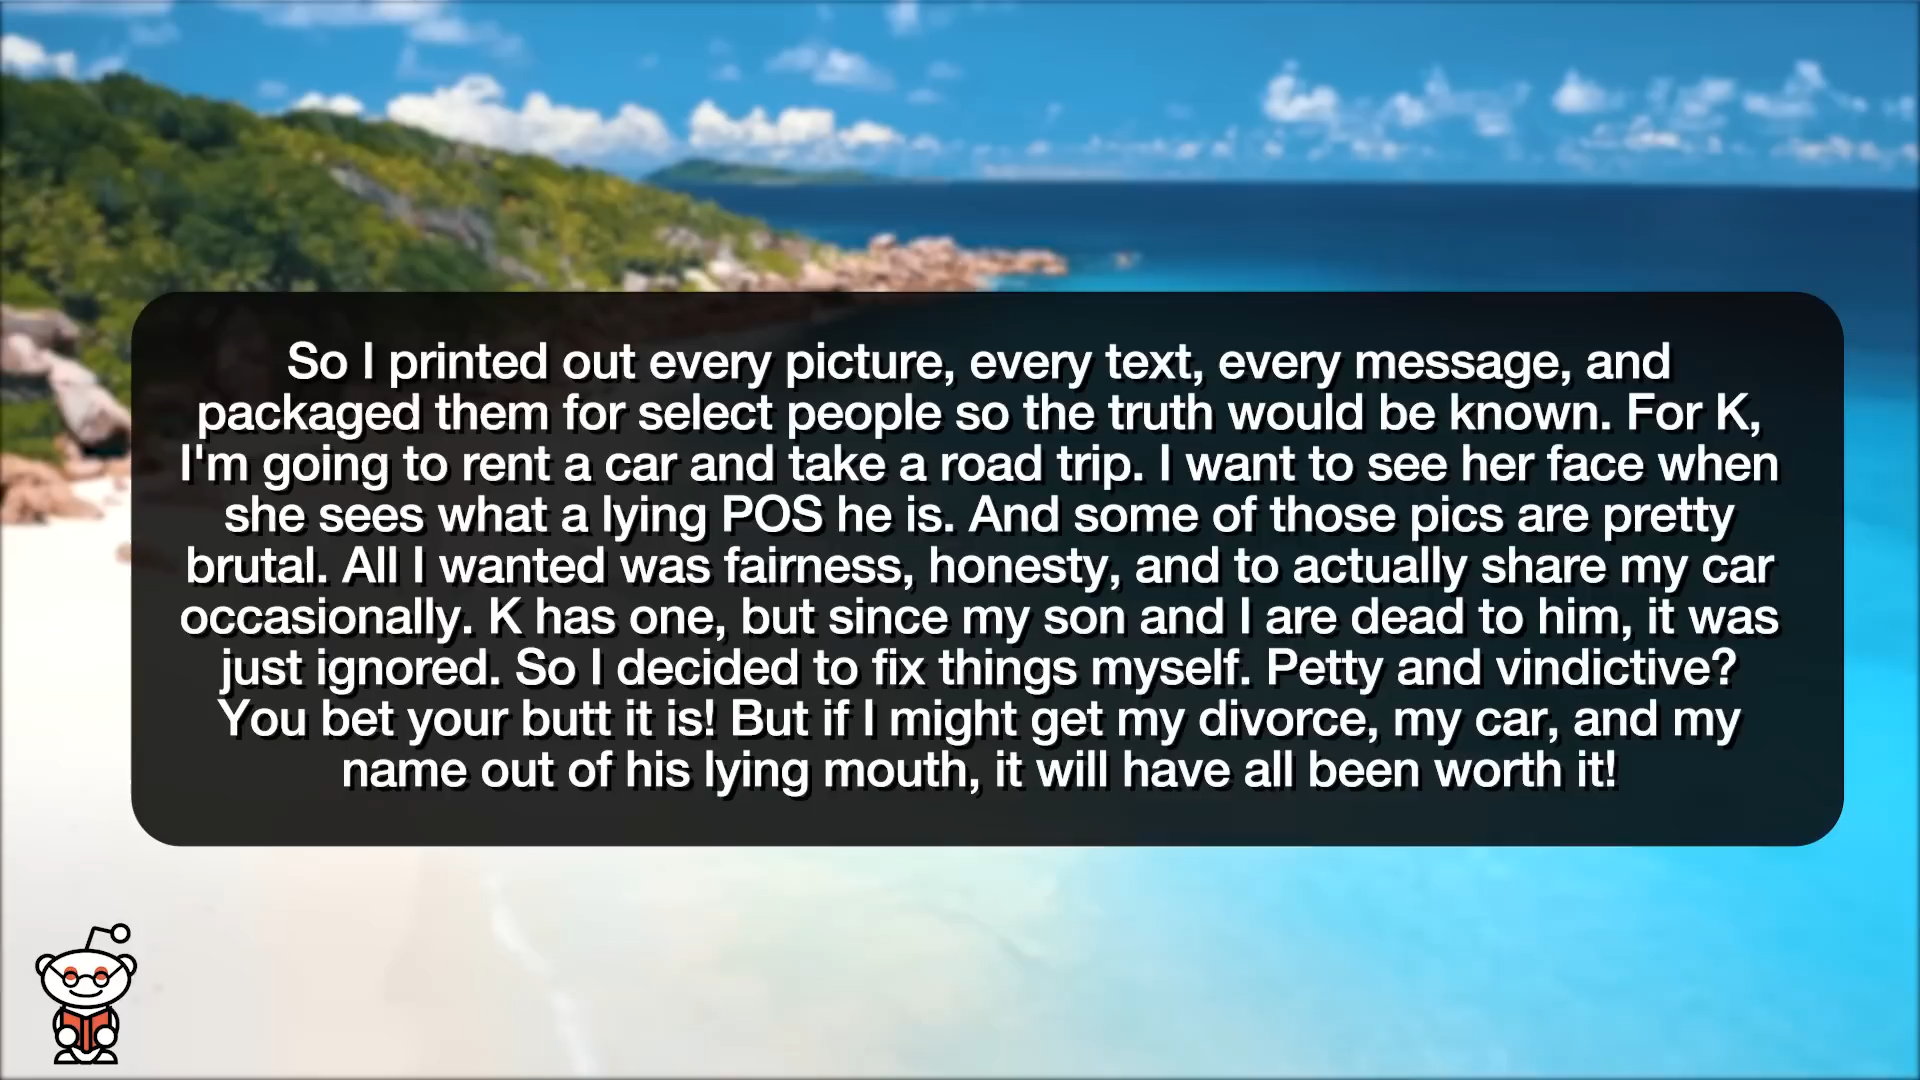 So I printed out every picture, every text, every message, and
packaged them for select people so the truth would be known. For K,
I'm going to rent a car and take a road trip. I want to see her face when
she sees what a lying POS he is. And some of those pics are pretty
brutal. All I wanted was fairness, honesty, and to actually share my car
occasionally. K has one, but since my son and I are dead to him, it was
just ignored. So I decided to fix things myself. Petty and vindictive?
You bet your butt it is! But if I might get my divorce, my car, and my
name out of his lying mouth, it will have all been worth it!